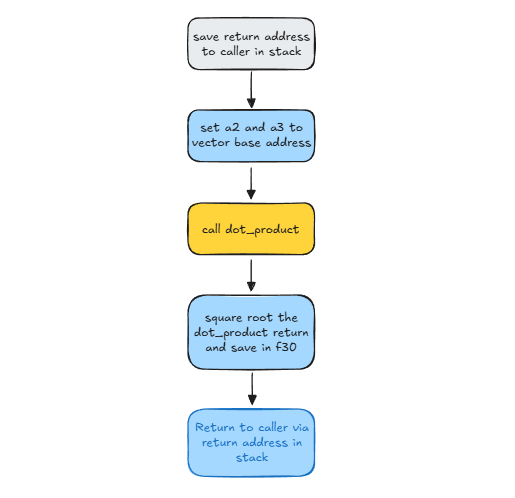 save return address
to caller in stack
set a2 and a3 to
vector base address
call dot_product
square root the
dot_product return
and save in f30
Return to caller via
return address in
stack